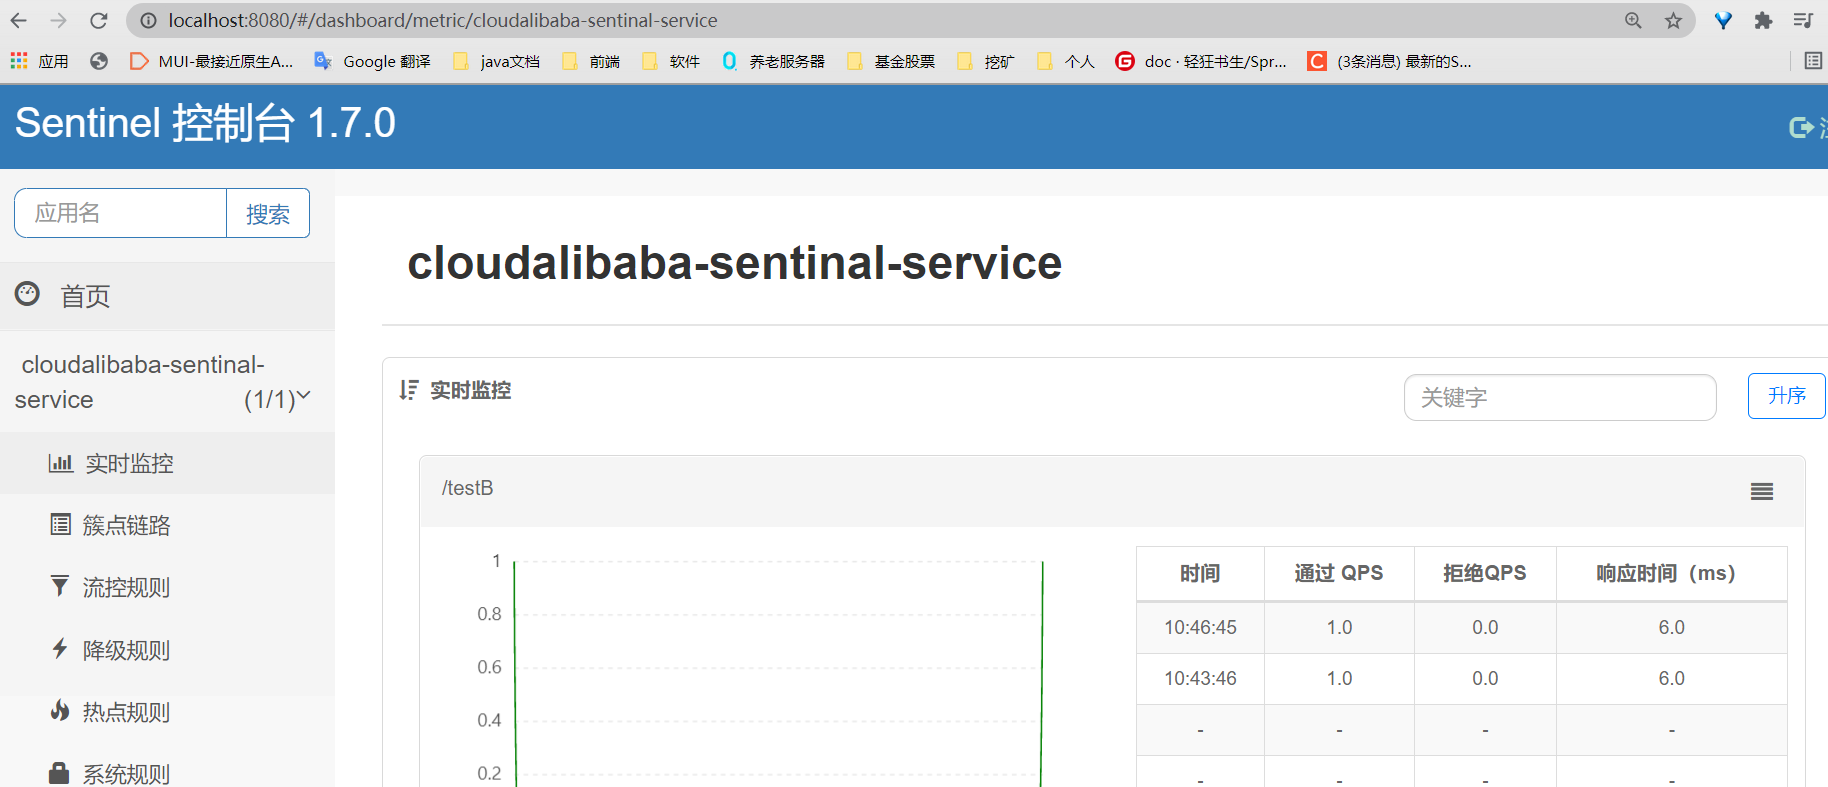 localhost:8080/#/dashboard/metric/cloudalibaba-sentinal-service
应用 MUI-最接近原生A... Google 翻译 java文档 前端 软件 养老服务器 基金股票 挖矿 个人 doc · 轻狂书生/Spr... (3条消息) 最新的S...
Sentinel 控制台 1.7.0
应用名 搜索
首页
cloudalibaba-sentinal-
service (1/1)
实时监控
簇点链路
流控规则
降级规则
热点规则
系统规则
cloudalibaba-sentinal-service
实时监控 关键字 升序
/testB
1
0.8
0.6
0.4
0.2
时间 通过 QPS 拒绝QPS 响应时间（ms）
10:46:45 1.0 0.0 6.0
10:43:46 1.0 0.0 6.0
- - - -
- - - -